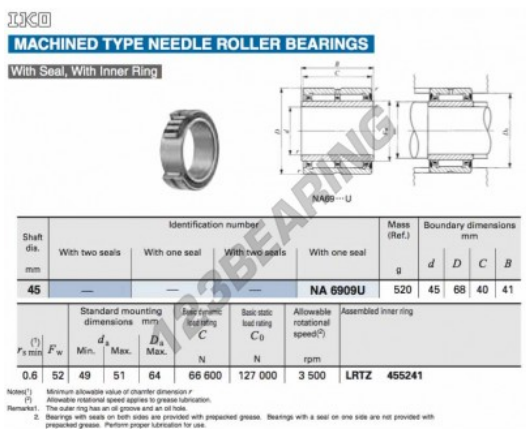 IKO
MACHINED TYPE NEEDLE ROLLER BEARINGS
With Seal, With Inner Ring
B
C
r
D
d
Fw
da
Da
NA69···U
123BEARING
Shaft dia. mm
Identification number
With two seals
With one seal
With two seals
With one seal
Mass (Ref.) g
Boundary dimensions mm
d D C B
45 — — — NA 6909U 520 45 68 40 41
Standard mounting dimensions mm
Basic dynamic load rating C N
Basic static load rating C0 N
Allowable rotational speed(2) rpm
Assembled inner ring
(1) rs min Fw da Min. Max. Da Max.
0.6 52 49 51 64 66 600 127 000 3 500 LRTZ 455241
Notes(1) Minimum allowable value of chamfer dimension r
(2) Allowable rotational speed applies to grease lubrication.
Remarks1. The outer ring has an oil groove and an oil hole.
2. Bearings with seals on both sides are provided with prepacked grease. Bearings with a seal on one side are not provided with
prepacked grease. Perform proper lubrication for use.